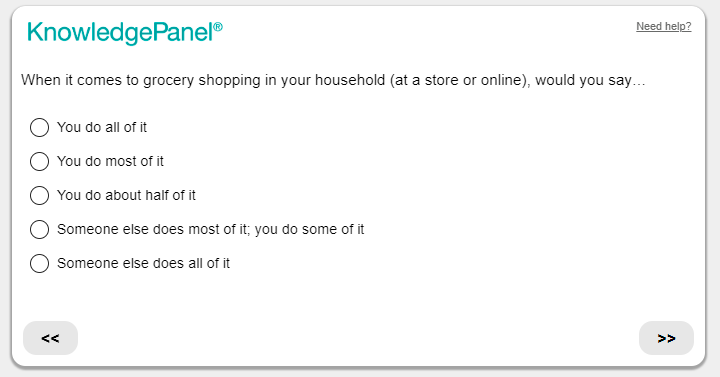 KnowledgePanel®
Need help?
When it comes to grocery shopping in your household (at a store or online), would you say…
You do all of it
You do most of it
You do about half of it
Someone else does most of it; you do some of it
Someone else does all of it
<<
>>